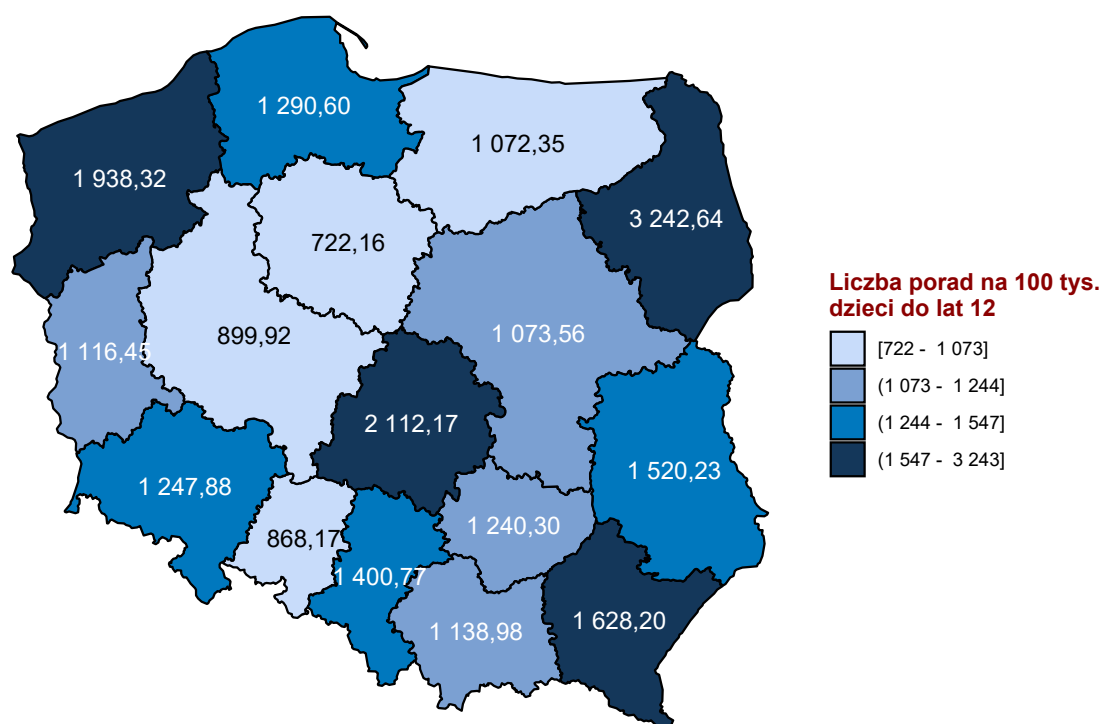 1 290,60
1 072,35
1 938,32
3 242,64
722,16
899,92
1 073,56
1 116,45
2 112,17
1 520,23
1 247,88
1 240,30
868,17
1 400,77
1 628,20
1 138,98
Liczba porad na 100 tys.
dzieci do lat 12
[722 - 1 073]
(1 073 - 1 244]
(1 244 - 1 547]
(1 547 - 3 243]